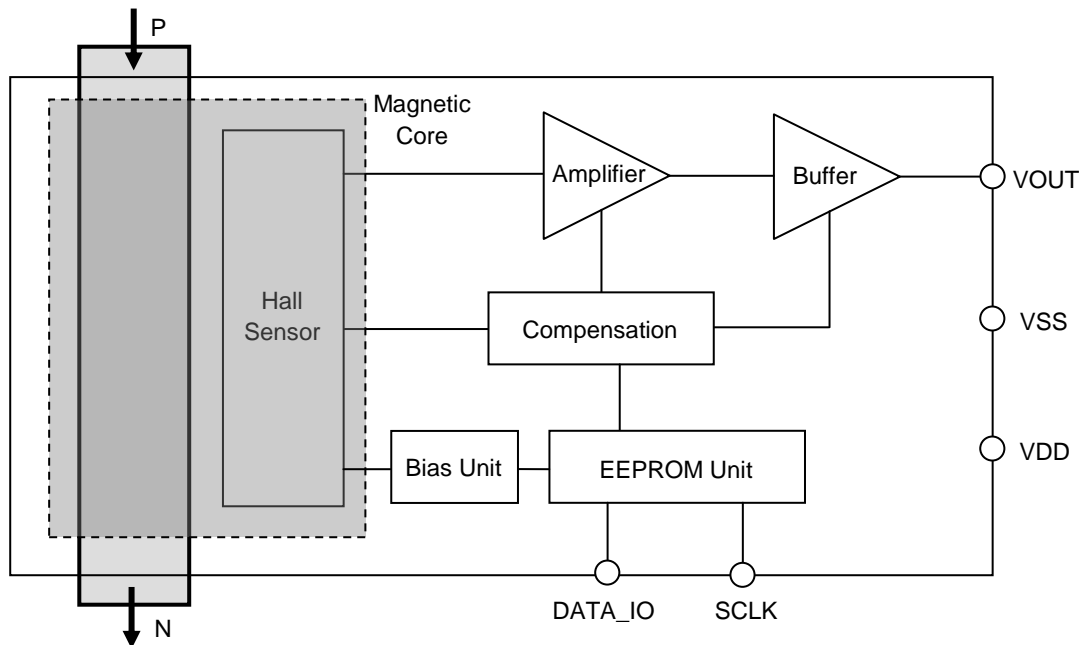 P
Magnetic
Core
Amplifier
Buffer
VOUT
Hall
Sensor
Compensation
VSS
Bias Unit
EEPROM Unit
VDD
DATA_IO
SCLK
N